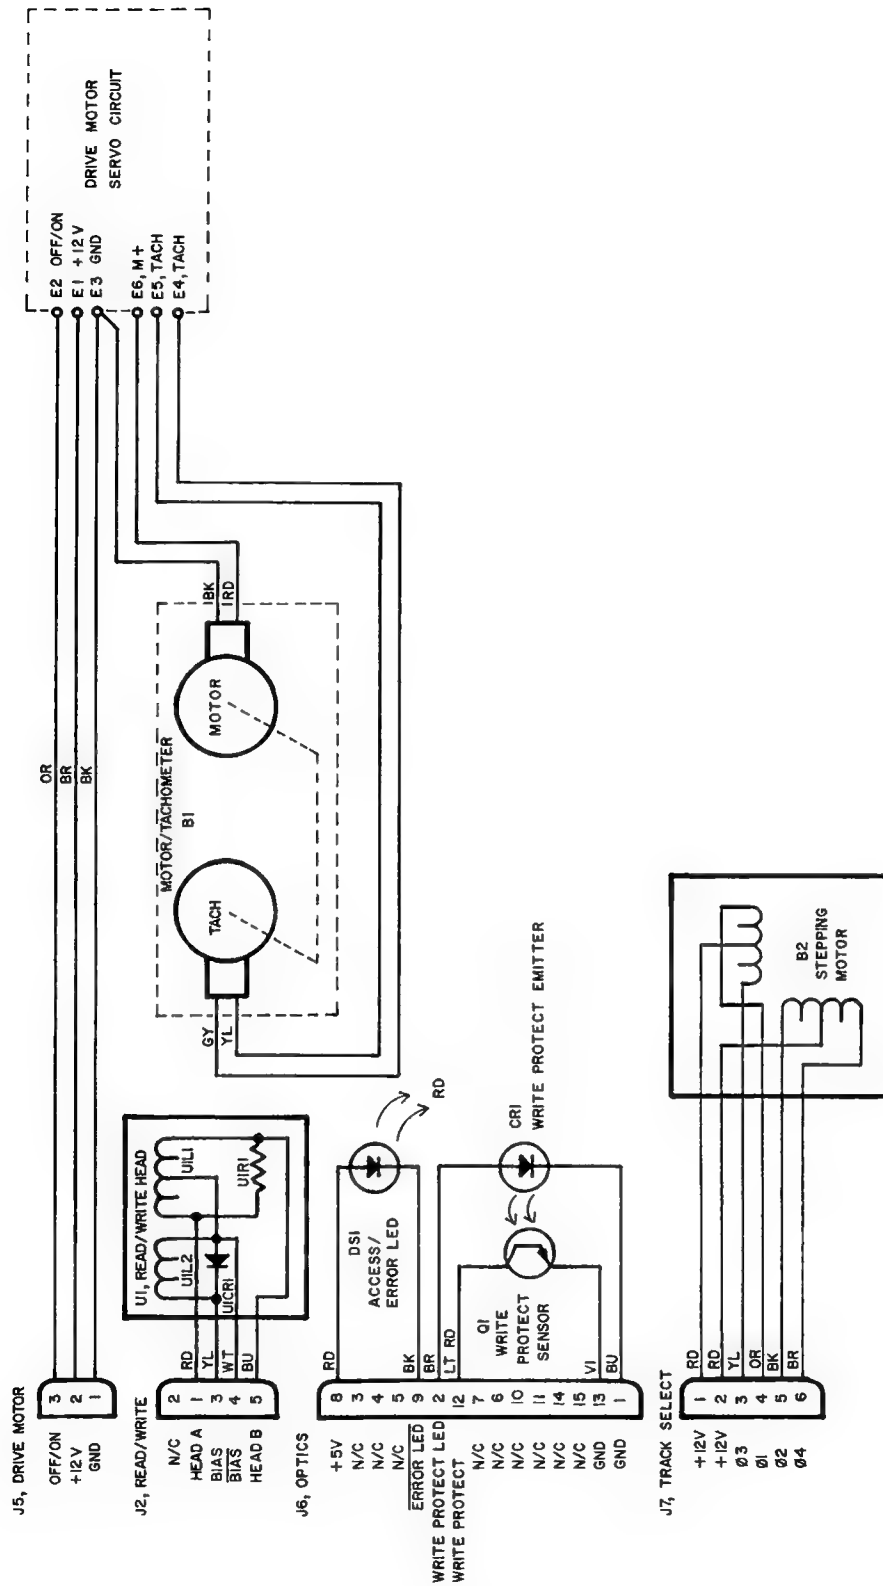 J5, DRIVE MOTOR
OFF/ON 3 OR E2 OFF/ON
+12V 2 BR E1 +12V
GND 1 BK E3 GND
DRIVE MOTOR
SERVO CIRCUIT
E6, M+
E5, TACH
E4, TACH
MOTOR/TACHOMETER
B1
TACH
MOTOR
BK
RD
GY
YL
J2, READ/WRITE
N/C 2
HEAD A 1 RD
BIAS 3 YL
BIAS 4 WT
HEAD B 5 BU
U1, READ/WRITE HEAD
U1L2
U1L1
U1CR1
U1R1
J6, OPTICS
+5V 8 RD
N/C 3
N/C 4
N/C 5
ERROR LED 9 BK
WRITE PROTECT LED 2 BR
WRITE PROTECT 12 LT RD
N/C 7
N/C 6
N/C 10
N/C 11
N/C 14
N/C 15
GND 13 VI
GND 1 BU
DS1
ACCESS/
ERROR LED
RD
Q1
WRITE
PROTECT
SENSOR
CR1
WRITE PROTECT EMITTER
J7, TRACK SELECT
+12V 1 RD
+12V 2 RD
Ø3 3 YL
Ø1 4 OR
Ø2 5 BK
Ø4 6 BR
B2
STEPPING
MOTOR